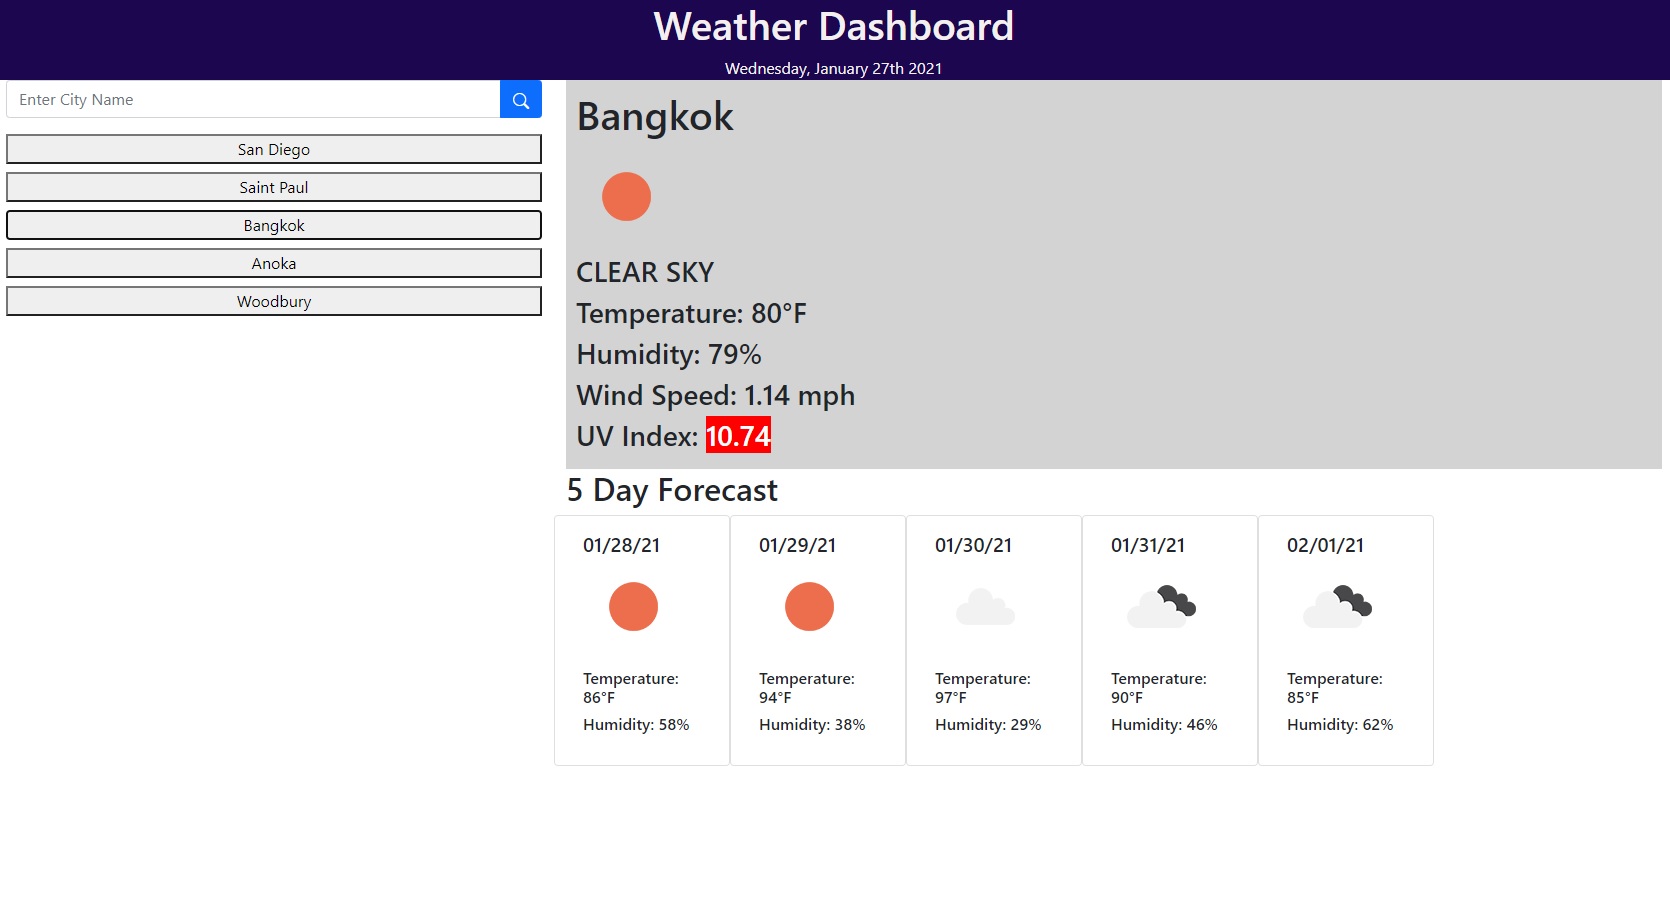 Weather Dashboard
Wednesday, January 27th 2021
Enter City Name
San Diego
Saint Paul
Bangkok
Anoka
Woodbury
Bangkok
CLEAR SKY
Temperature: 80°F
Humidity: 79%
Wind Speed: 1.14 mph
UV Index: 10.74
5 Day Forecast
01/28/21
Temperature:
86°F
Humidity: 58%
01/29/21
Temperature:
94°F
Humidity: 38%
01/30/21
Temperature:
97°F
Humidity: 29%
01/31/21
Temperature:
90°F
Humidity: 46%
02/01/21
Temperature:
85°F
Humidity: 62%